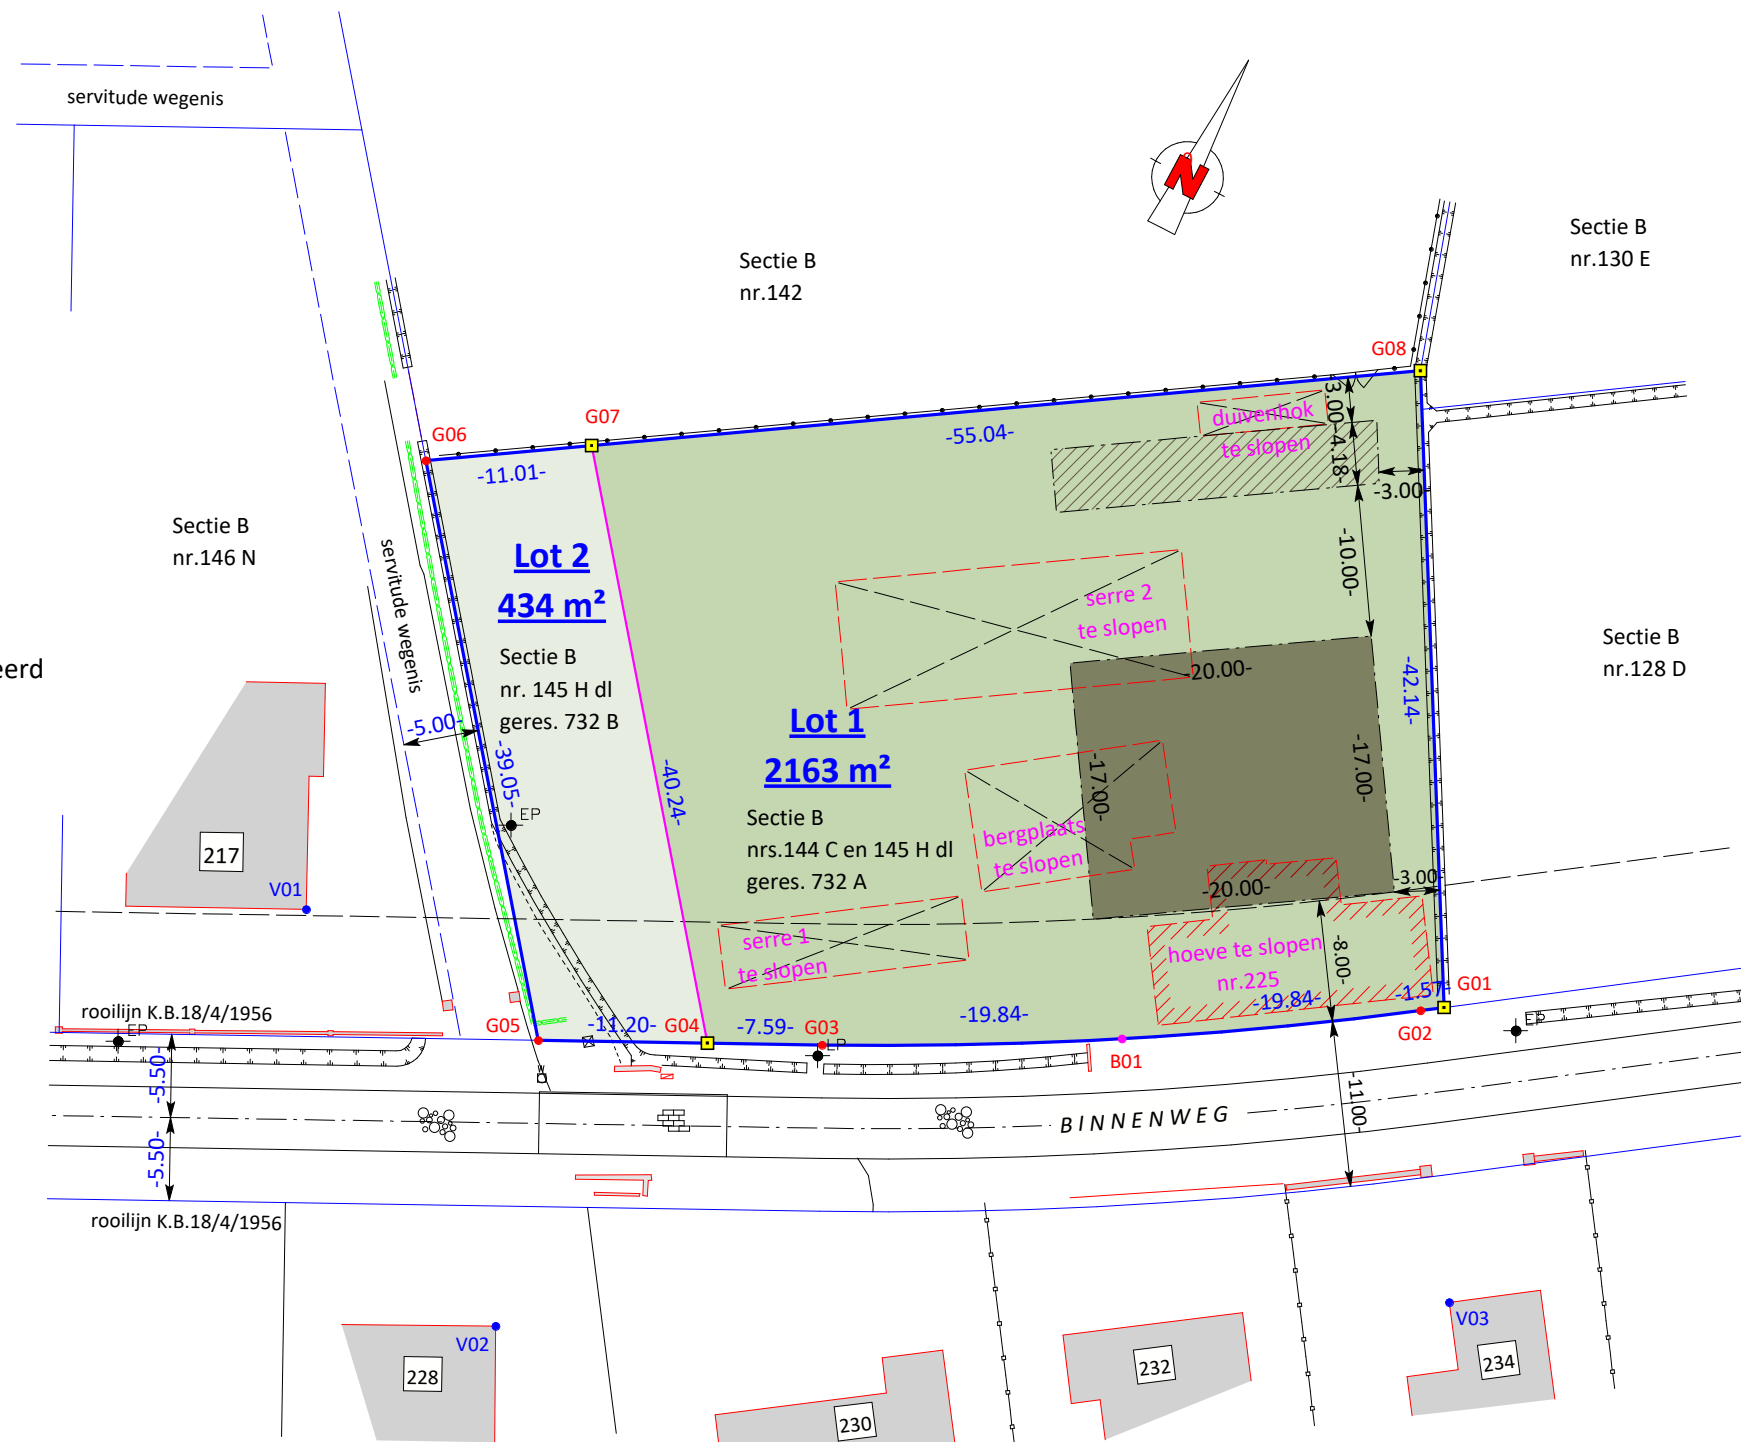 servitude wegenis
N
Sectie B
nr.142
Sectie B
nr.130 E
G08
G07
G06
-55.04-
-11.01-
duivenhok
te slopen
-3.00-
-4.18-
-3.00-
-10.00-
Sectie B
nr.146 N
servitude wegenis
Lot 2
434 m²
Sectie B
nr. 145 H dl
geres. 732 B
serre 2
te slopen
-20.00-
-42.14-
Sectie B
nr.128 D
eerd
-5.00-
-39.05-
-40.24-
Lot 1
2163 m²
Sectie B
nrs.144 C en 145 H dl
geres. 732 A
-17.00-
-17.00-
bergplaats
te slopen
EP
217
V01
-20.00-
-3.00-
serre 1
te slopen
hoeve te slopen
nr.225
-8.00-
-19.84-
-1.57
G01
G02
rooilijn K.B.18/4/1956
EP
G05
-11.20-
G04
-7.59-
G03
-19.84-
EP
B01
EP
-5.50-
-5.50-
BINNENWEG
-11.00-
rooilijn K.B.18/4/1956
V02
228
230
232
V03
234